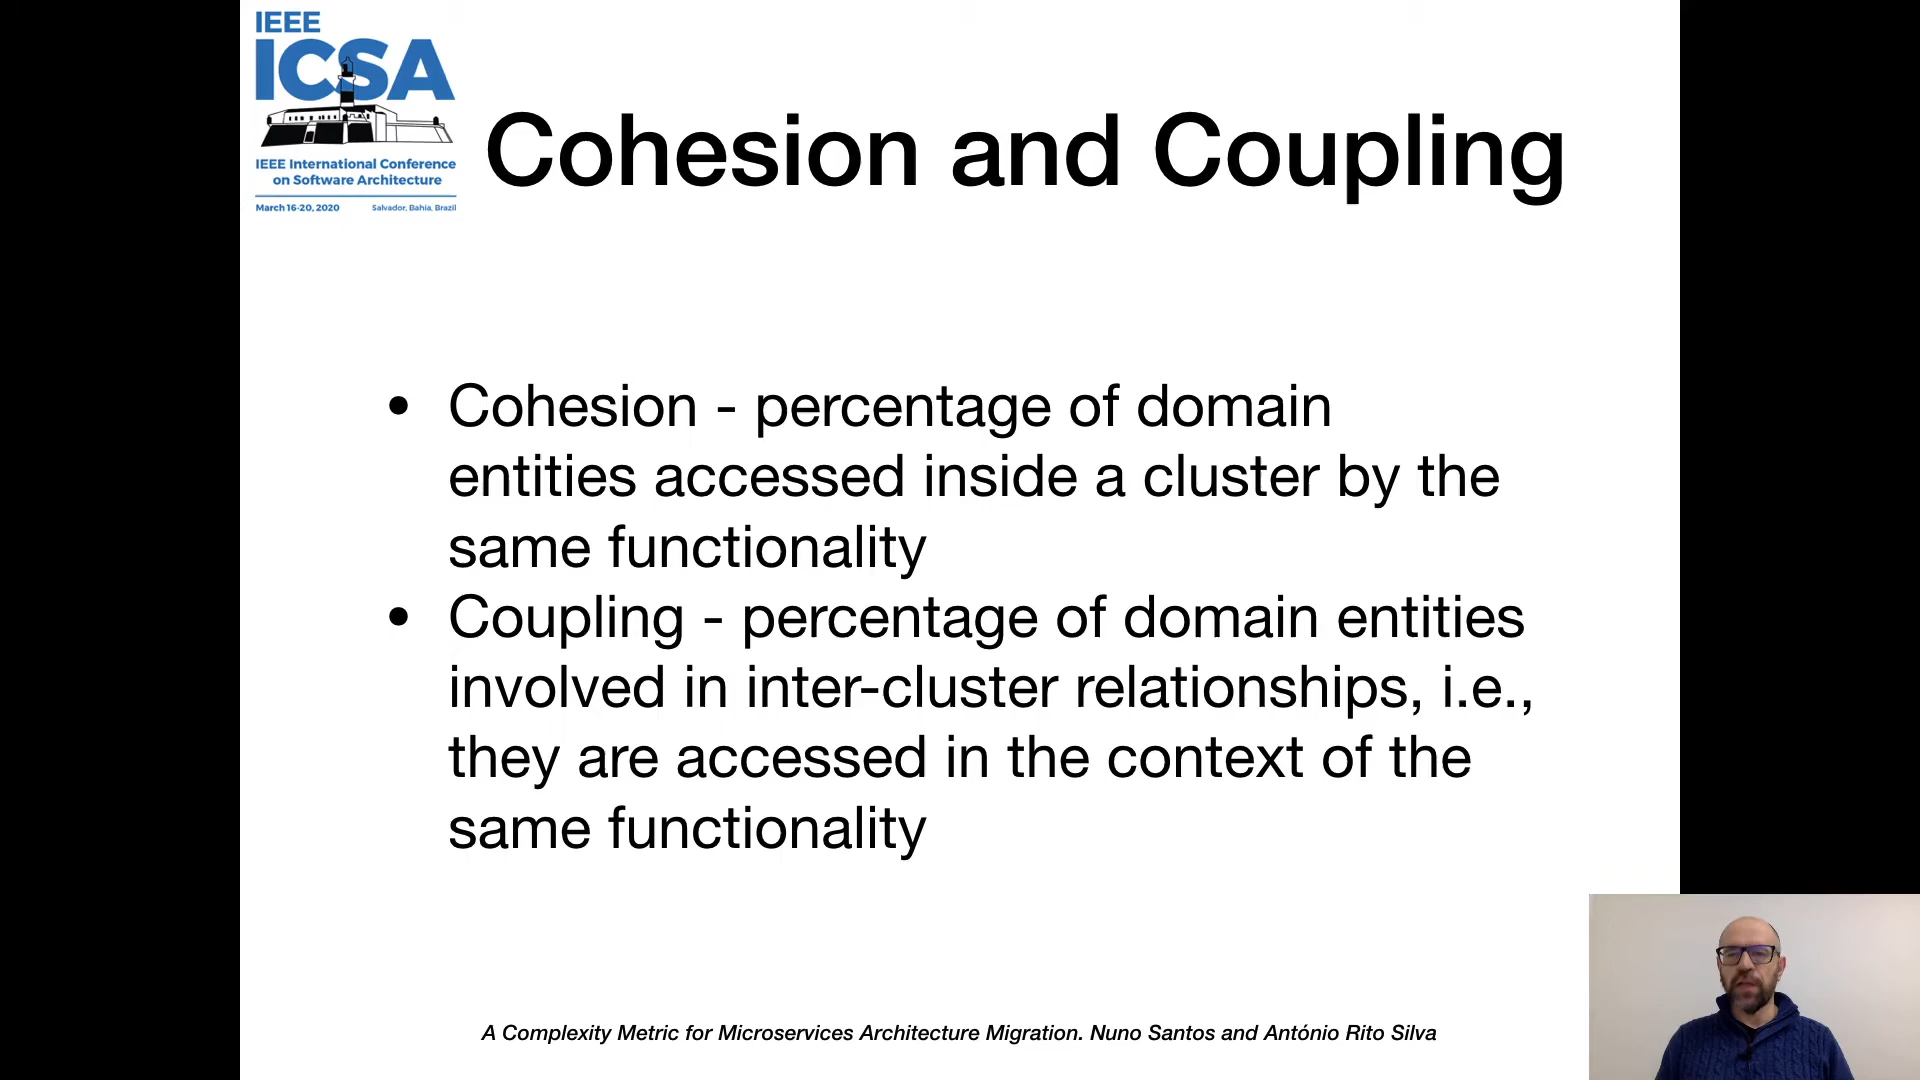 IEEE
ICSA
IEEE International Conference
on Software Architecture
March 16-20, 2020 Salvador, Bahia, Brazil
Cohesion and Coupling
• Cohesion - percentage of domain
entities accessed inside a cluster by the
same functionality
• Coupling - percentage of domain entities
involved in inter-cluster relationships, i.e.,
they are accessed in the context of the
same functionality
A Complexity Metric for Microservices Architecture Migration. Nuno Santos and António Rito Silva